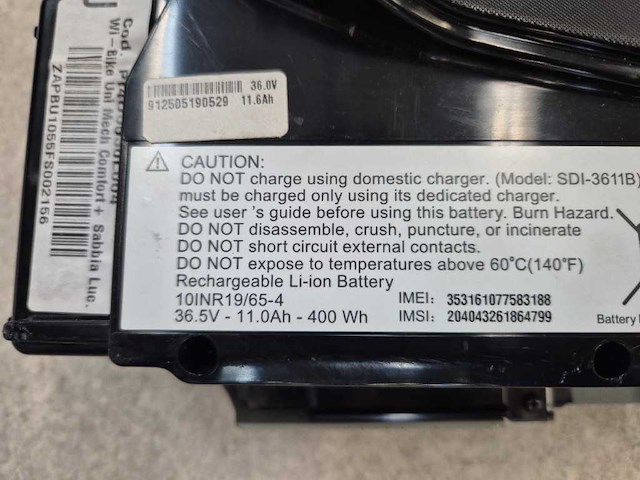 Wi-Bike Uni Mech Comfort + Sabbia Luc.
ZAPBU1055FS002156
36.0V
912505190529 11.6Ah
CAUTION:
DO NOT charge using domestic charger. (Model: SDI-3611B)
must be charged only using its dedicated charger.
See user 's guide before using this battery. Burn Hazard.
DO NOT disassemble, crush, puncture, or incinerate
DO NOT short circuit external contacts.
DO NOT expose to temperatures above 60°C(140°F)
Rechargeable Li-ion Battery
10INR19/65-4 IMEI: 353161077583188
36.5V - 11.0Ah - 400 Wh IMSI: 204043261864799
Battery